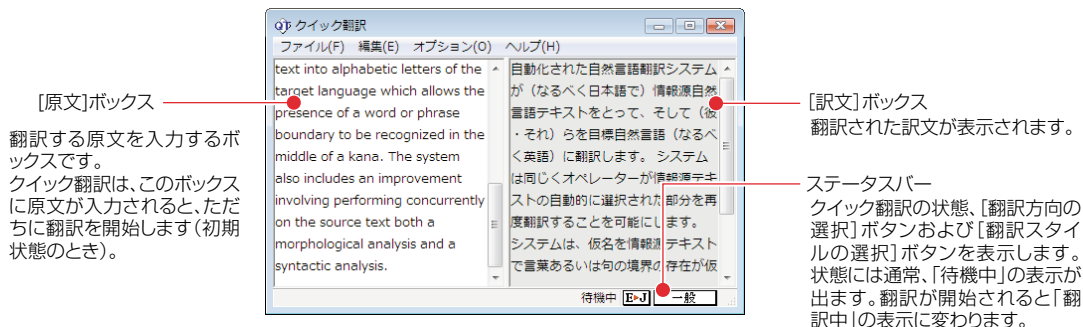 クイック翻訳
ファイル(F) 編集(E) オプション(O) ヘルプ(H)
text into alphabetic letters of the
target language which allows the
presence of a word or phrase
boundary to be recognized in the
middle of a kana. The system
also includes an improvement
involving performing concurrently
on the source text both a
morphological analysis and a
syntactic analysis.
自動化された自然言語翻訳システム
が（なるべく日本語で）情報源自然
言語テキストをとって、そして（彼
・それ）らを目標自然言語（なるべ
く英語）に翻訳します。 システム
は同じくオペレーターが情報源テキ
ストの自動的に選択された部分を再
度翻訳することを可能にします。
システムは、仮名を情報源テキスト
で言葉あるいは句の境界の存在が仮
待機中 E▸J 一般
[原文]ボックス
翻訳する原文を入力するボ
ックスです。
クイック翻訳は、このボックス
に原文が入力されると、ただ
ちに翻訳を開始します（初期
状態のとき）。
[訳文]ボックス
翻訳された訳文が表示されます。
ステータスバー
クイック翻訳の状態、[翻訳方向の
選択]ボタンおよび[翻訳スタイ
ルの選択]ボタンを表示します。
状態には通常、「待機中」の表示が
出ます。翻訳が開始されると「翻
訳中」の表示に変わります。